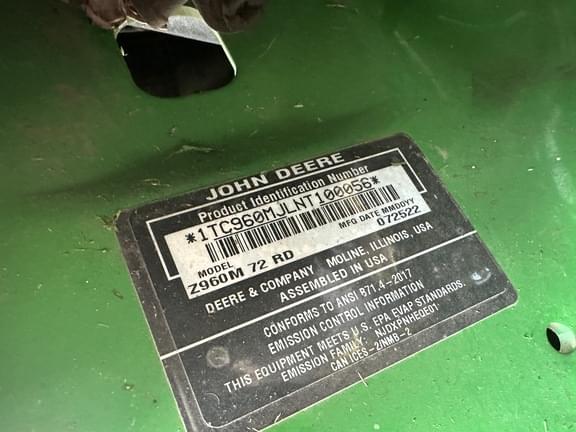 JOHN DEERE
Product Identification Number
*1TC960MJLNT100056*
MODEL MFG DATE MMDDYY
Z960M 72 RD 072522
DEERE & COMPANY MOLINE, ILLINOIS, USA
ASSEMBLED IN USA
CONFORMS TO ANSI B71.4-2017
EMISSION CONTROL INFORMATION
THIS EQUIPMENT MEETS U.S. EPA EVAP STANDARDS.
EMISSION FAMILY: NJDXPNHEQE01
CAN ICES-2/NMB-2